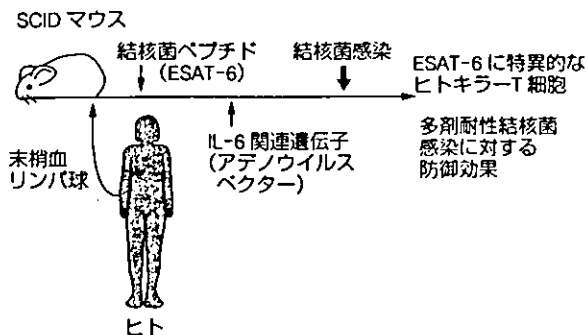 SCID マウス
結核菌ペプチド
(ESAT-6)
結核菌感染
ESAT-6 に特異的な
ヒトキラーT 細胞
末梢血
リンパ球
IL-6 関連遺伝子
(アデノウイルス
ベクター)
多剤耐性結核菌
感染に対する
防御効果
ヒト